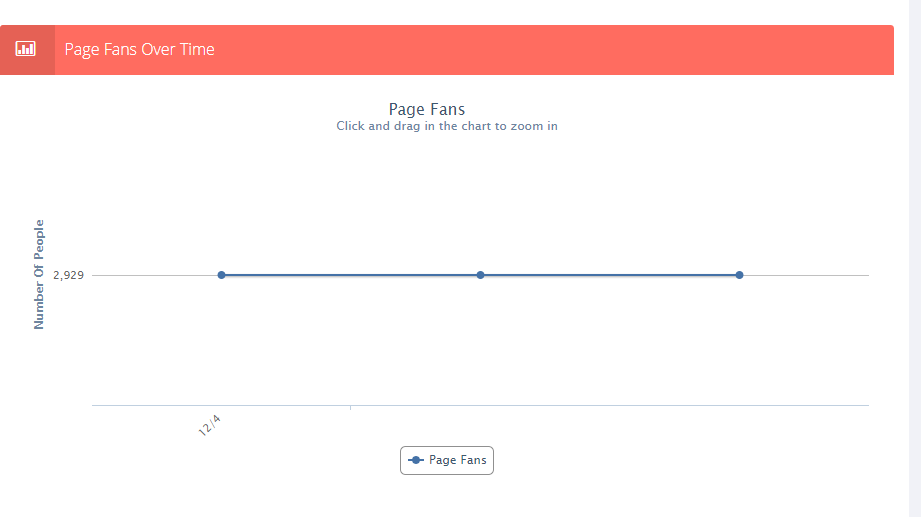 Page Fans Over Time
Page Fans
Click and drag in the chart to zoom in
Number Of People
2,929
12/4
Page Fans